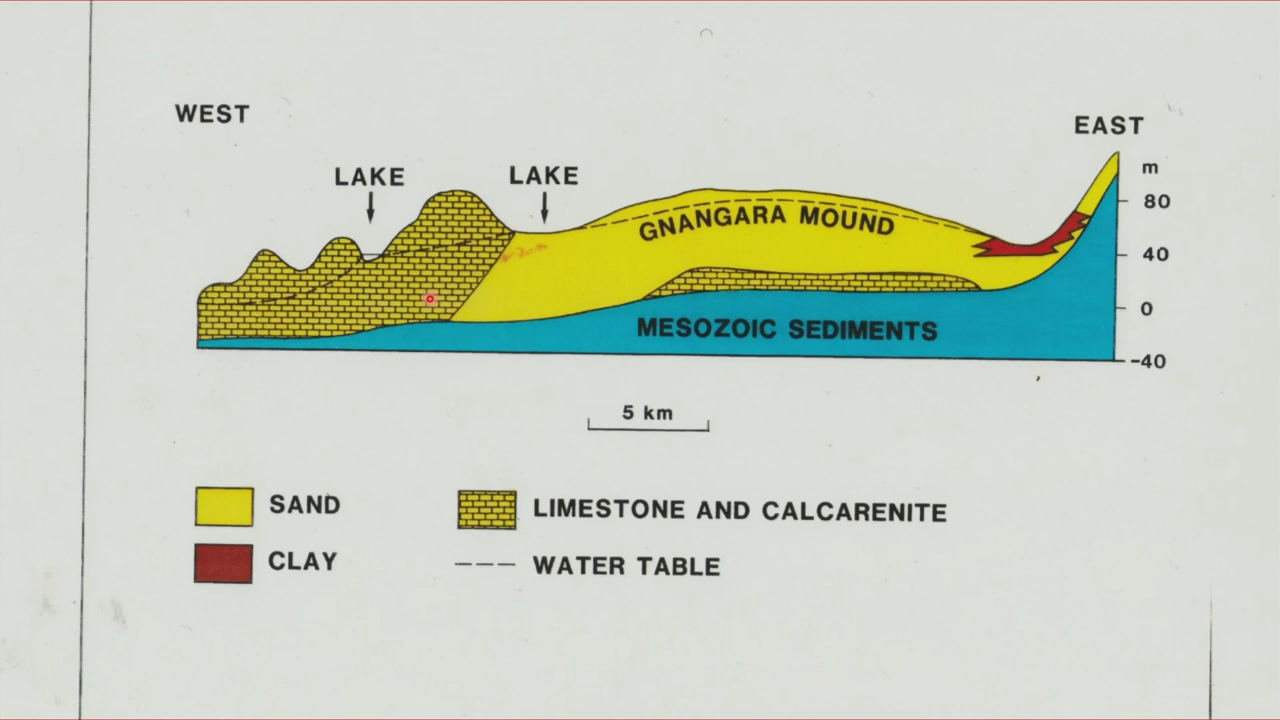 WEST
EAST
LAKE
LAKE
m
80
40
0
-40
GNANGARA MOUND
MESOZOIC SEDIMENTS
5 km
SAND
LIMESTONE AND CALCARENITE
CLAY
WATER TABLE